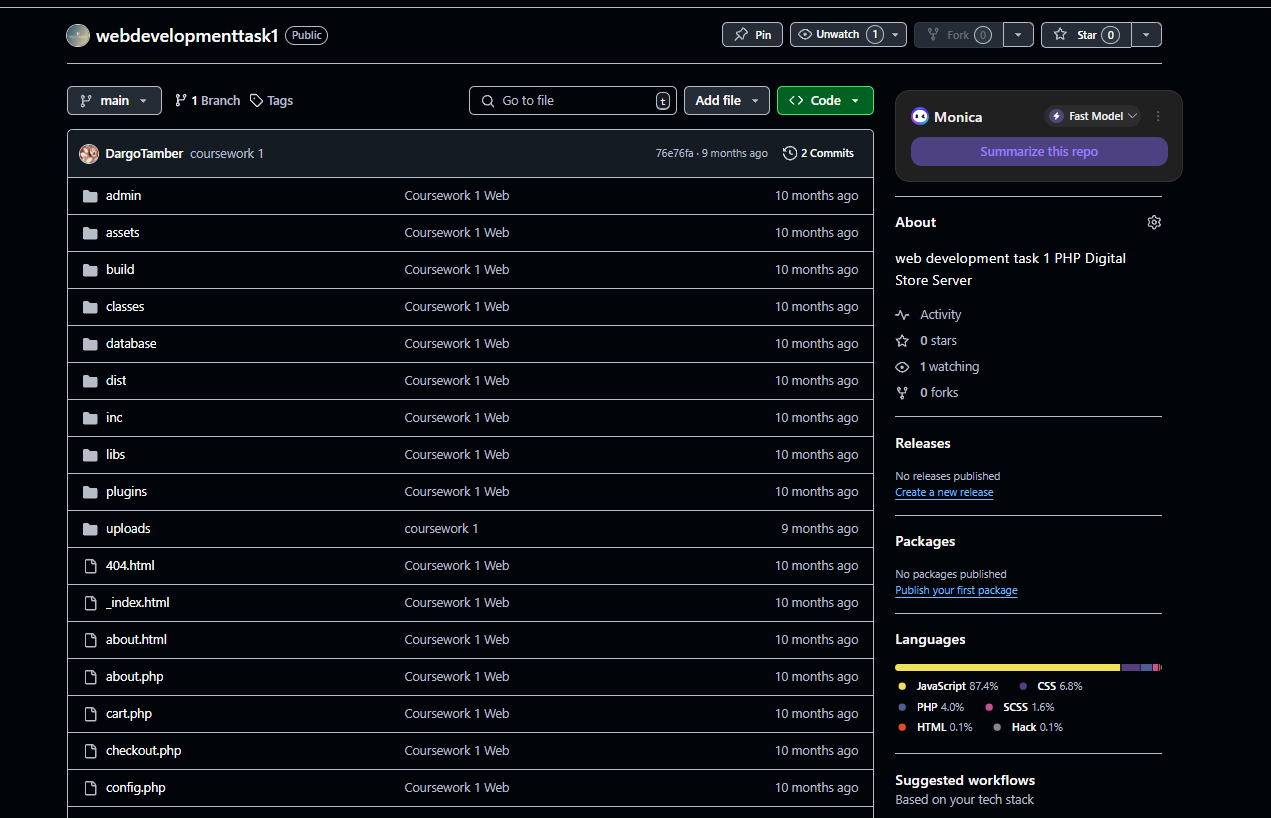 webdevelopmenttask1 Public
Pin
Unwatch 1
Fork 0
Star 0
main
1 Branch
Tags
Go to file
t
Add file
Code
DargoTamber coursework 1 76e76fa · 9 months ago 2 Commits
admin Coursework 1 Web 10 months ago
assets Coursework 1 Web 10 months ago
build Coursework 1 Web 10 months ago
classes Coursework 1 Web 10 months ago
database Coursework 1 Web 10 months ago
dist Coursework 1 Web 10 months ago
inc Coursework 1 Web 10 months ago
libs Coursework 1 Web 10 months ago
plugins Coursework 1 Web 10 months ago
uploads coursework 1 9 months ago
404.html Coursework 1 Web 10 months ago
_index.html Coursework 1 Web 10 months ago
about.html Coursework 1 Web 10 months ago
about.php Coursework 1 Web 10 months ago
cart.php Coursework 1 Web 10 months ago
checkout.php Coursework 1 Web 10 months ago
config.php Coursework 1 Web 10 months ago
Monica Fast Model
Summarize this repo
About
web development task 1 PHP Digital
Store Server
Activity
0 stars
1 watching
0 forks
Releases
No releases published
Create a new release
Packages
No packages published
Publish your first package
Languages
JavaScript 87.4% CSS 6.8%
PHP 4.0% SCSS 1.6%
HTML 0.1% Hack 0.1%
Suggested workflows
Based on your tech stack